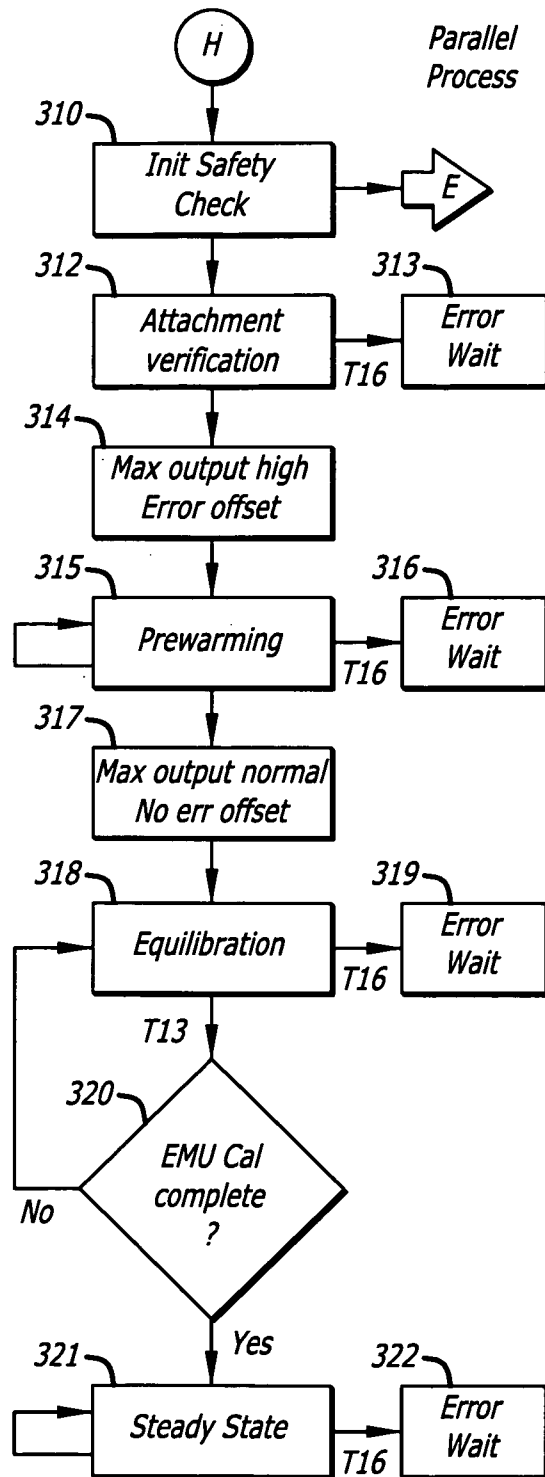 H
Parallel
Process
310
Init Safety
Check
E
312
Attachment
verification
T16
313
Error
Wait
314
Max output high
Error offset
315
Prewarming
T16
316
Error
Wait
317
Max output normal
No err offset
318
Equilibration
T16
319
Error
Wait
T13
320
EMU Cal
complete
?
No
Yes
321
Steady State
T16
322
Error
Wait